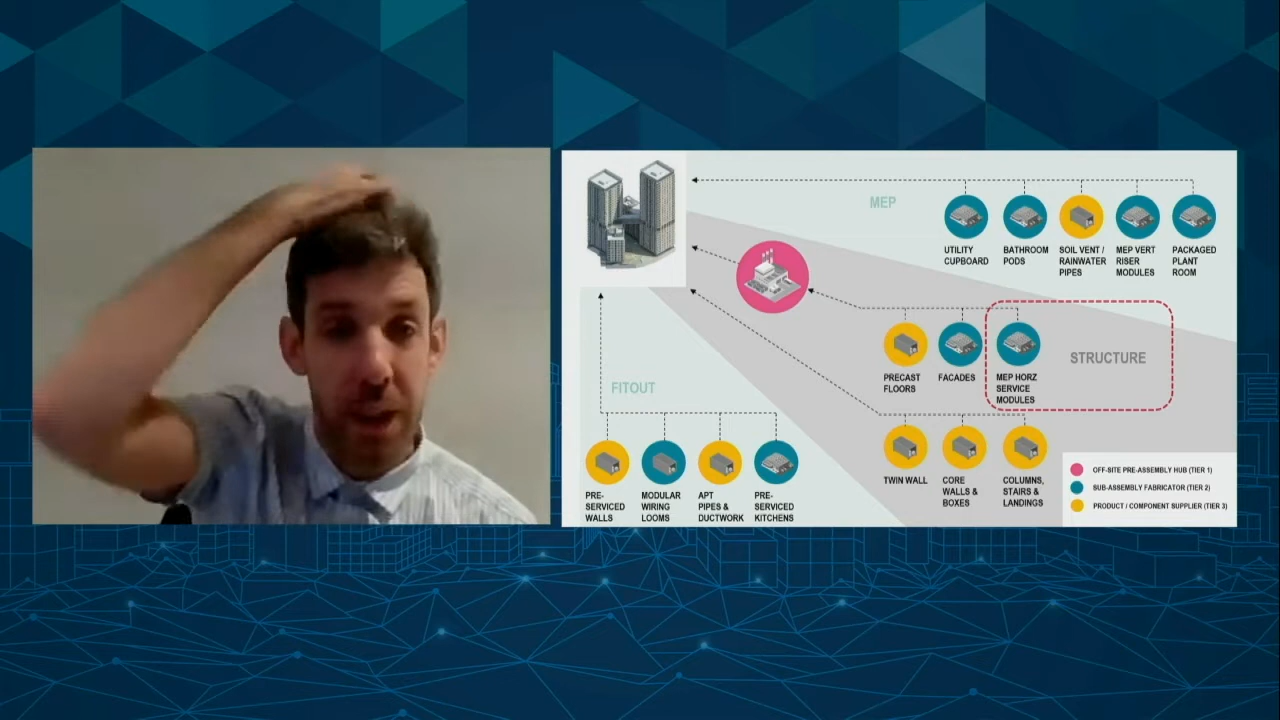 MEP
UTILITY
CUPBOARD
BATHROOM
PODS
SOIL VENT /
RAINWATER
PIPES
MEP VERT
RISER
MODULES
PACKAGED
PLANT
ROOM
PRECAST
FLOORS
FACADES
MEP HORZ
SERVICE
MODULES
STRUCTURE
FITOUT
TWIN WALL
CORE
WALLS &
BOXES
COLUMNS,
STAIRS &
LANDINGS
PRE-
SERVICED
WALLS
MODULAR
WIRING
LOOMS
APT
PIPES &
DUCTWORK
PRE-
SERVICED
KITCHENS
OFF-SITE PRE-ASSEMBLY HUB (TIER 1)
SUB-ASSEMBLY FABRICATOR (TIER 2)
PRODUCT / COMPONENT SUPPLIER (TIER 3)